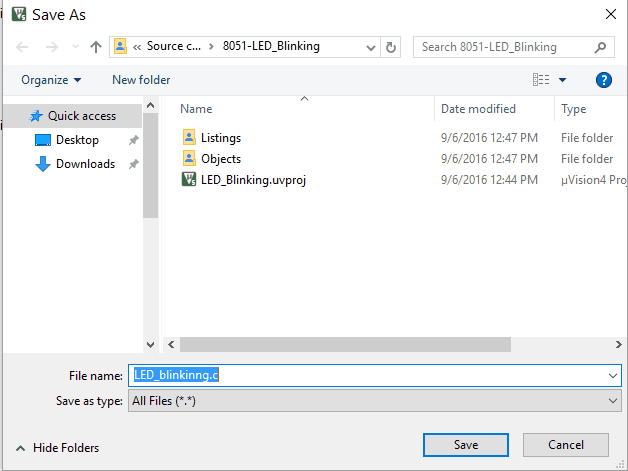 Save As
« Source c... > 8051-LED_Blinking
Search 8051-LED_Blinking
Organize New folder ?
Quick access
Desktop
Downloads
Name Date modified Type
Listings 9/6/2016 12:47 PM File folder
Objects 9/6/2016 12:47 PM File folder
LED_Blinking.uvproj 9/6/2016 12:44 PM µVision4 Proj
File name: LED_blinkinng.c
Save as type: All Files (*.*)
Hide Folders Save Cancel